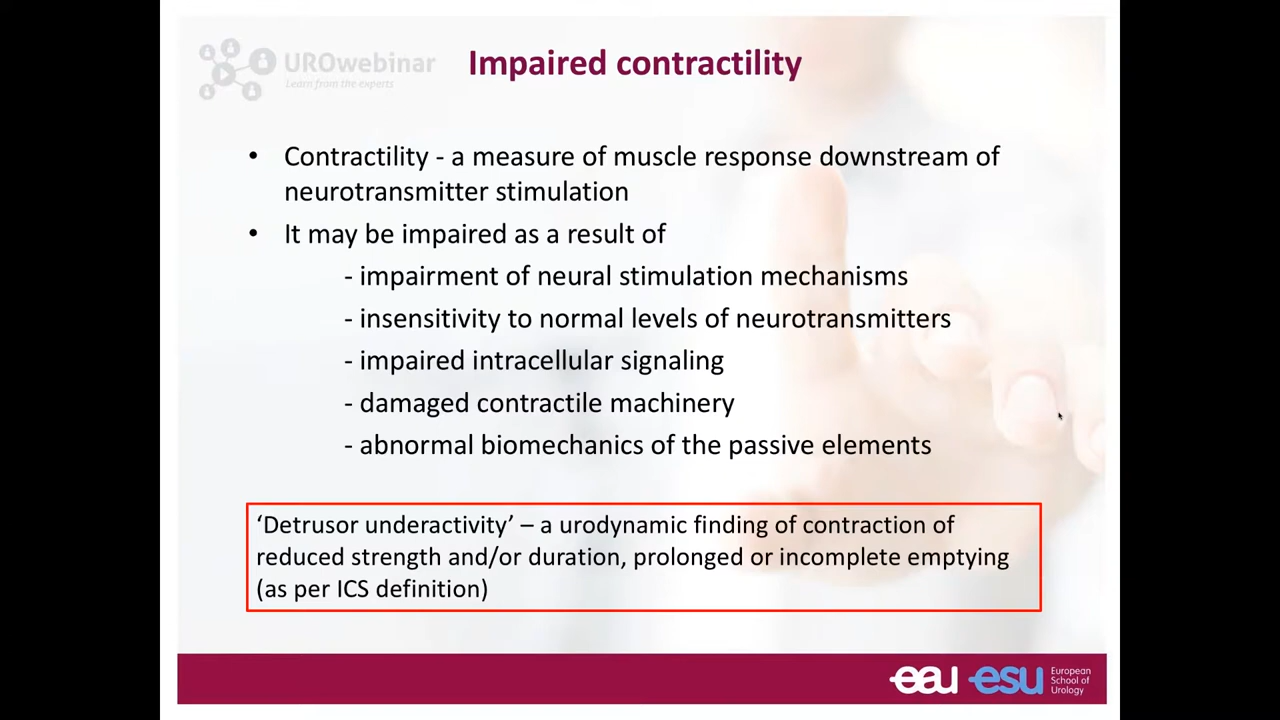 UROwebinar
Learn from the experts
Impaired contractility
• Contractility - a measure of muscle response downstream of
neurotransmitter stimulation
• It may be impaired as a result of
- impairment of neural stimulation mechanisms
- insensitivity to normal levels of neurotransmitters
- impaired intracellular signaling
- damaged contractile machinery
- abnormal biomechanics of the passive elements
‘Detrusor underactivity’ – a urodynamic finding of contraction of
reduced strength and/or duration, prolonged or incomplete emptying
(as per ICS definition)
eau esu European
School of
Urology